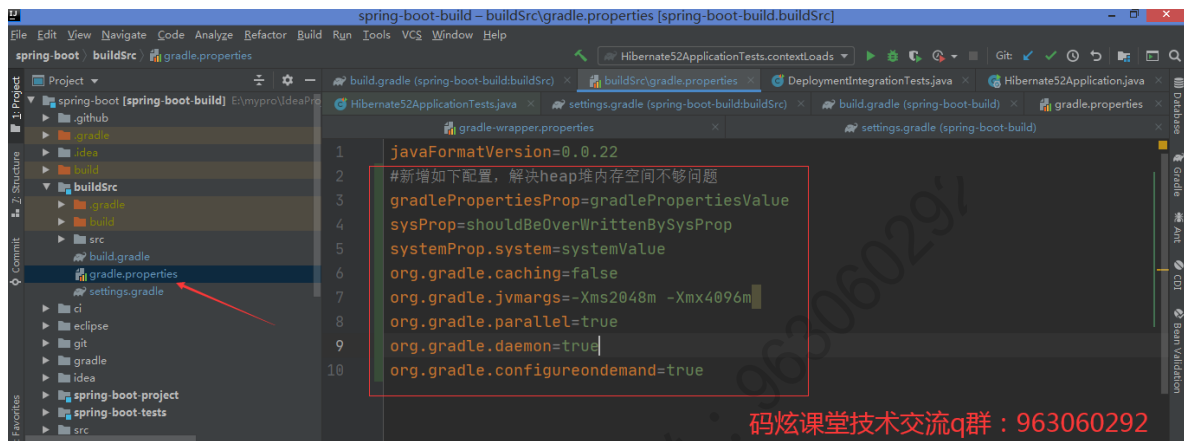 spring-boot-build – buildSrc\gradle.properties [spring-boot-build.buildSrc]
File Edit View Navigate Code Analyze Refactor Build Run Tools VCS Window Help
spring-boot buildSrc gradle.properties Hibernate52ApplicationTests.contextLoads Git:
Project build.gradle (spring-boot-build:buildSrc) buildSrc\gradle.properties DeploymentIntegrationTests.java Hibernate52Application.java
Hibernate52ApplicationTests.java settings.gradle (spring-boot-build:buildSrc) build.gradle (spring-boot-build) gradle.properties
gradle-wrapper.properties settings.gradle (spring-boot-build)
spring-boot [spring-boot-build] E:\mypro\IdeaPro
.github
.gradle
.idea
build
buildSrc
.gradle
build
src
build.gradle
gradle.properties
settings.gradle
ci
eclipse
git
gradle
idea
spring-boot-project
spring-boot-tests
src
1 javaFormatVersion=0.0.22
2 #新增如下配置，解决heap堆内存空间不够问题
3 gradlePropertiesProp=gradlePropertiesValue
4 sysProp=shouldBeOverWrittenBySysProp
5 systemProp.system=systemValue
6 org.gradle.caching=false
7 org.gradle.jvmargs=-Xms2048m -Xmx4096m
8 org.gradle.parallel=true
9 org.gradle.daemon=true
10 org.gradle.configureondemand=true
1: Project
7: Structure
Commit
Favorites
Database
Gradle
Ant
CDI
Bean Validation
963060292
码炫课堂技术交流q群：963060292